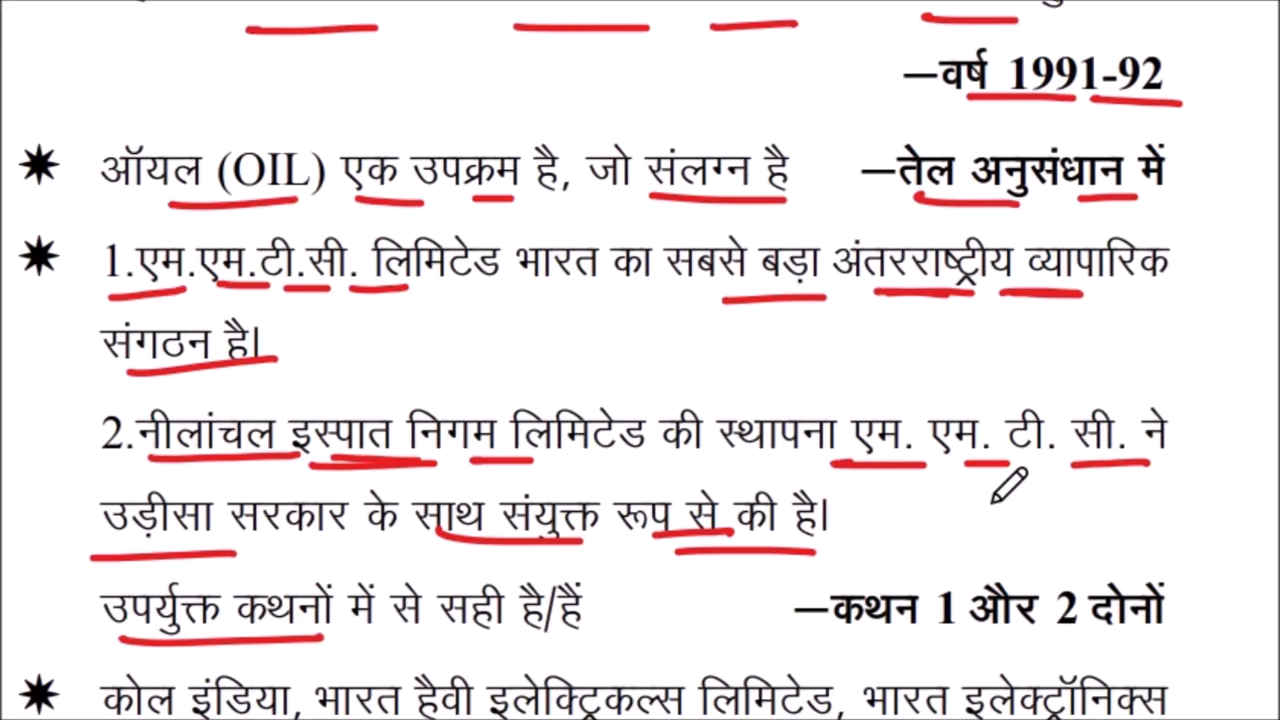 —वर्ष 1991-92
✷ ऑयल (OIL) एक उपक्रम है, जो संलग्न है —तेल अनुसंधान में
✷ 1.एम.एम.टी.सी. लिमिटेड भारत का सबसे बड़ा अंतरराष्ट्रीय व्यापारिक
संगठन है।
2.नीलांचल इस्पात निगम लिमिटेड की स्थापना एम. एम. टी. सी. ने
उड़ीसा सरकार के साथ संयुक्त रूप से की है।
उपर्युक्त कथनों में से सही है/हैं —कथन 1 और 2 दोनों
✷ कोल इंडिया, भारत हैवी इलेक्ट्रिकल्स लिमिटेड, भारत इलेक्ट्रॉनिक्स